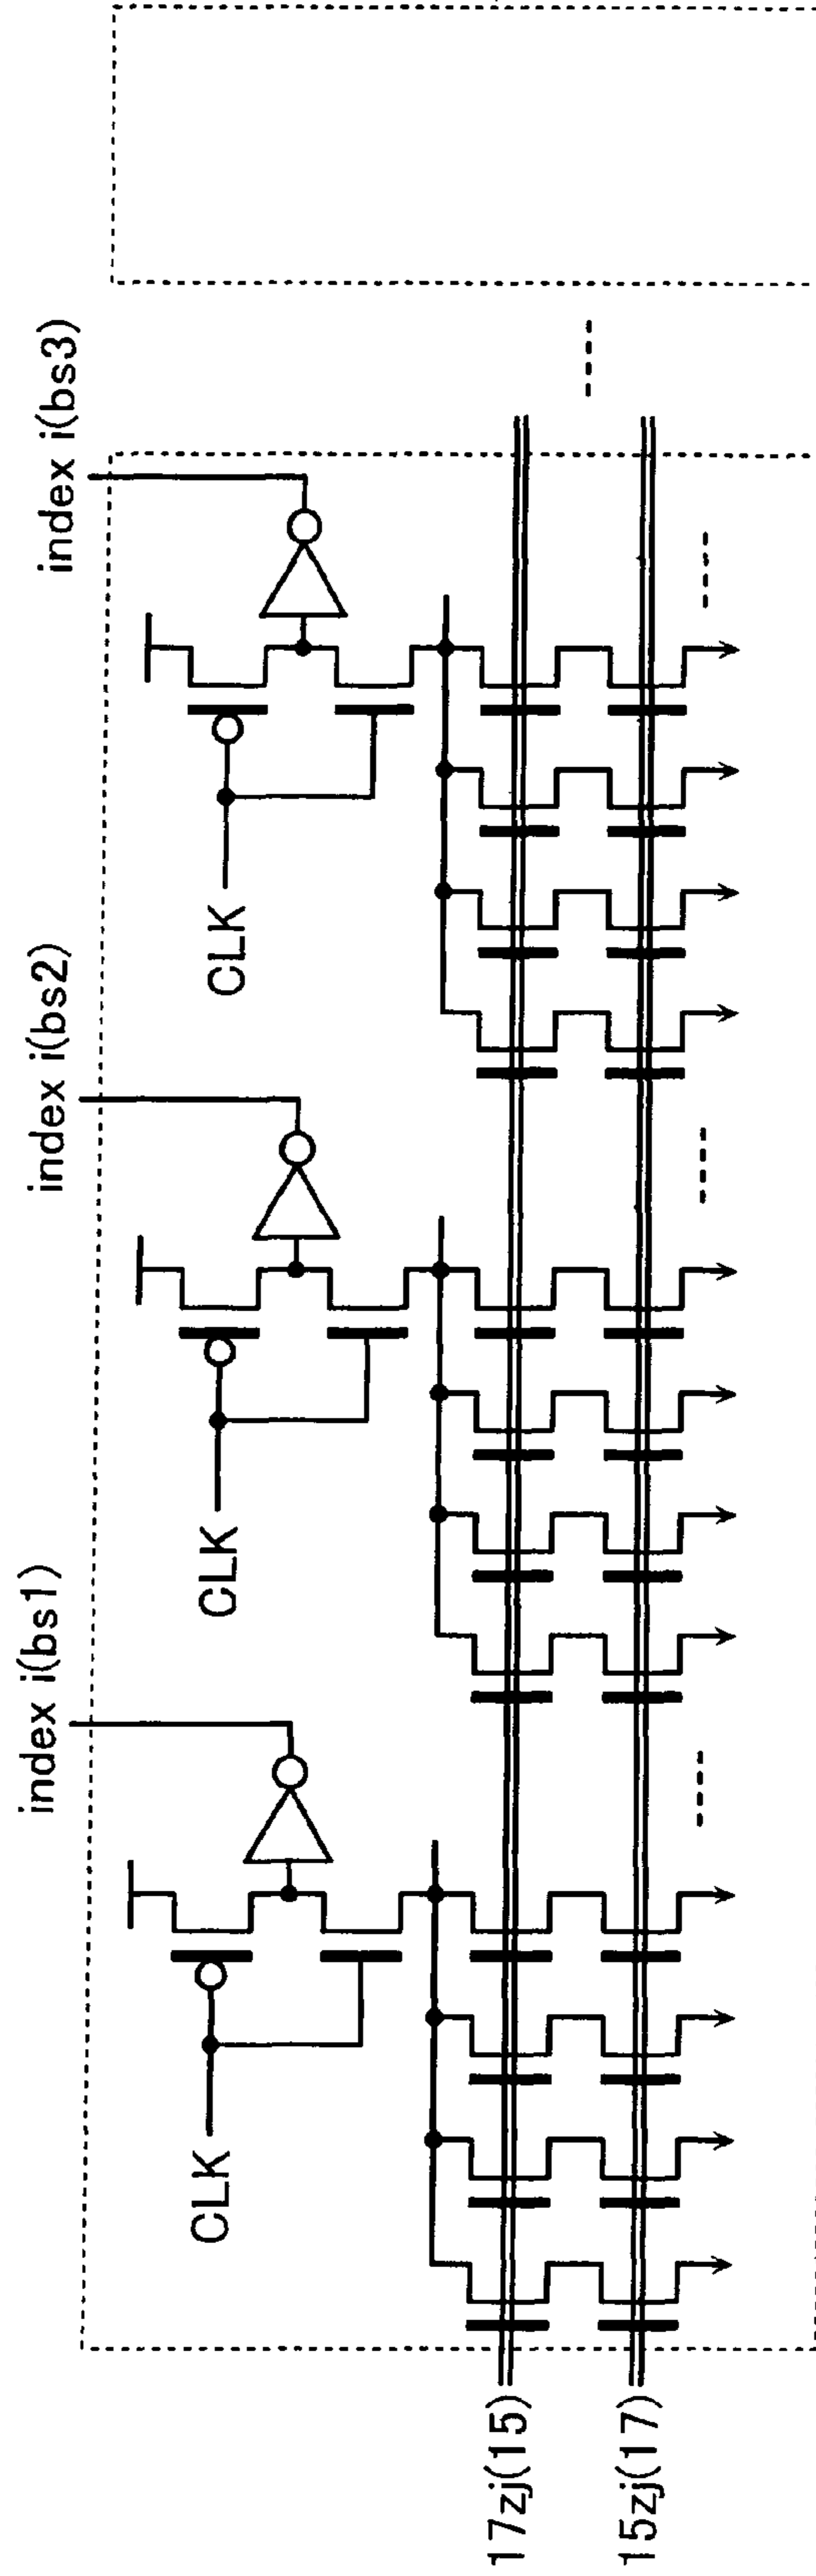 index i(bs1)
index i(bs2)
index i(bs3)
CLK
CLK
CLK
17zj(15)
15zj(17)